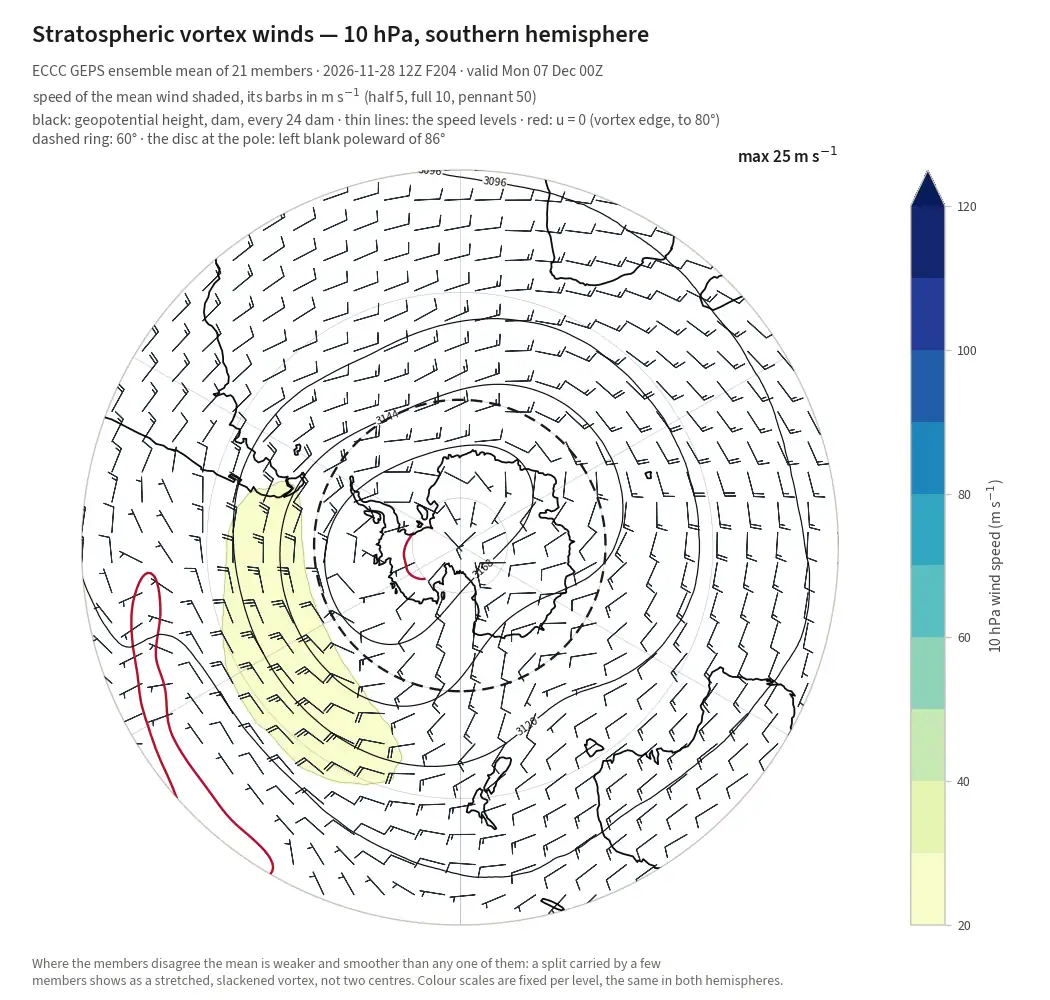 Stratospheric vortex winds — 10 hPa, southern hemisphere
ECCC GEPS ensemble mean of 21 members · 2026-11-28 12Z F204 · valid Mon 07 Dec 00Z
speed of the mean wind shaded, its barbs in m s⁻¹ (half 5, full 10, pennant 50)
black: geopotential height, dam, every 24 dam · thin lines: the speed levels · red: u = 0 (vortex edge, to 80°)
dashed ring: 60° · the disc at the pole: left blank poleward of 86°
max 25 m s⁻¹
3096
3096
3144
3168
3120
120
100
80
60
40
20
10 hPa wind speed (m s⁻¹)
Where the members disagree the mean is weaker and smoother than any one of them: a split carried by a few
members shows as a stretched, slackened vortex, not two centres. Colour scales are fixed per level, the same in both hemispheres.